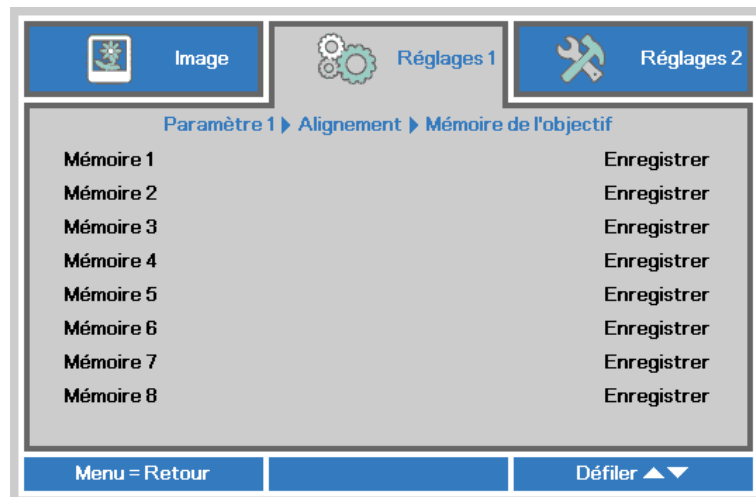 Image Réglages 1 Réglages 2
Paramètre 1 ▶ Alignement ▶ Mémoire de l'objectif
Mémoire 1 Enregistrer
Mémoire 2 Enregistrer
Mémoire 3 Enregistrer
Mémoire 4 Enregistrer
Mémoire 5 Enregistrer
Mémoire 6 Enregistrer
Mémoire 7 Enregistrer
Mémoire 8 Enregistrer
Menu = Retour Défiler ▲▼